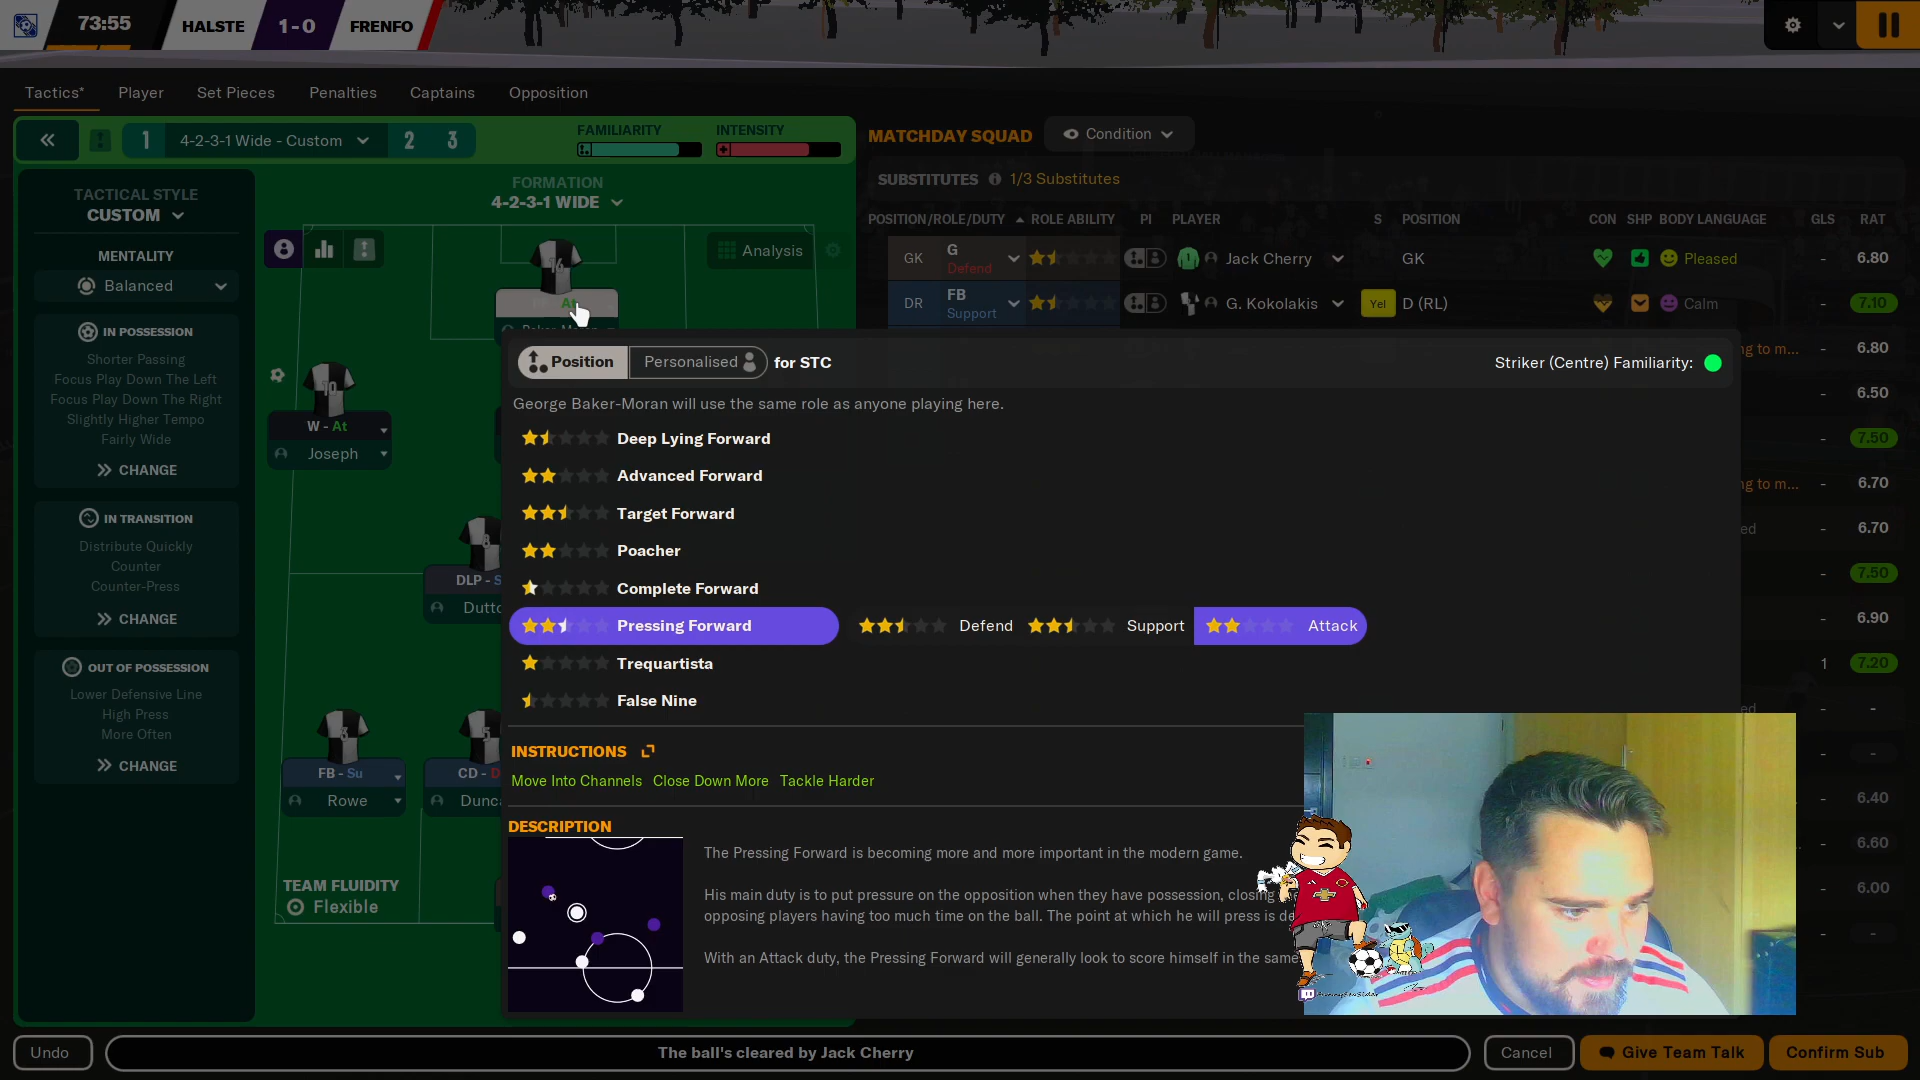 73:55
HALSTE
1-0
FRENFO
Tactics*
Player
Set Pieces
Penalties
Captains
Opposition
1
4-2-3-1 Wide - Custom
2
3
FAMILIARITY
INTENSITY
MATCHDAY SQUAD
Condition
TACTICAL STYLE
CUSTOM
FORMATION
4-2-3-1 WIDE
SUBSTITUTES
1/3 Substitutes
POSITION/ROLE/DUTY
ROLE ABILITY
PI
PLAYER
S
POSITION
CON
SHP
BODY LANGUAGE
GLS
RAT
MENTALITY
Balanced
Analysis
GK
G
Defend
Jack Cherry
GK
Pleased
-
6.80
DR
FB
Support
G. Kokolakis
Yel
D (RL)
Calm
-
7.10
16
At
IN POSSESSION
Shorter Passing
Focus Play Down The Left
Focus Play Down The Right
Slightly Higher Tempo
Fairly Wide
CHANGE
10
W - At
Joseph
IN TRANSITION
Distribute Quickly
Counter
Counter-Press
CHANGE
8
DLP - S
Dutto
OUT OF POSSESSION
Lower Defensive Line
High Press
More Often
CHANGE
3
FB - Su
Rowe
5
CD - D
Dunca
TEAM FLUIDITY
Flexible
Position
Personalised
for STC
Striker (Centre) Familiarity:
George Baker-Moran will use the same role as anyone playing here.
Deep Lying Forward
Advanced Forward
Target Forward
Poacher
Complete Forward
Pressing Forward
Defend
Support
Attack
Trequartista
False Nine
INSTRUCTIONS
Move Into Channels
Close Down More
Tackle Harder
DESCRIPTION
The Pressing Forward is becoming more and more important in the modern game.
His main duty is to put pressure on the opposition when they have possession, closing
opposing players having too much time on the ball. The point at which he will press is de
With an Attack duty, the Pressing Forward will generally look to score himself in the same
ng to m...
-
6.80
-
6.50
-
7.50
ng to m...
-
6.70
ed
-
6.70
-
7.50
-
6.90
1
7.20
ed
-
-
-
-
-
6.40
-
6.60
-
6.00
-
-
Undo
The ball's cleared by Jack Cherry
Cancel
Give Team Talk
Confirm Sub